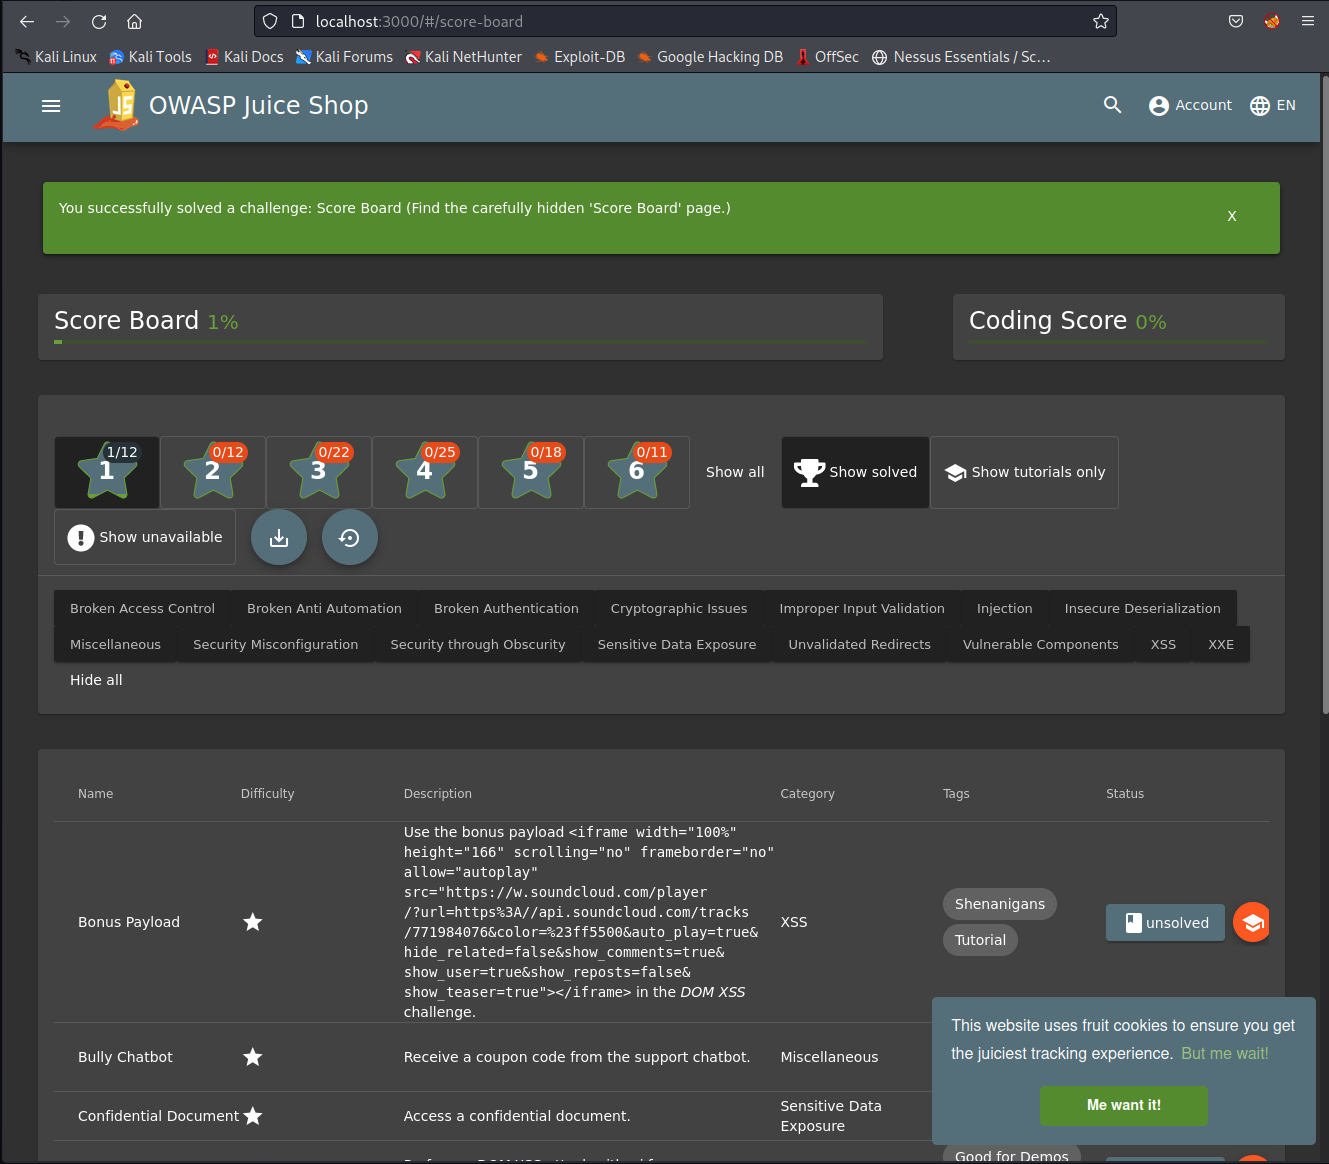 localhost:3000/#/score-board
Kali Linux Kali Tools Kali Docs Kali Forums Kali NetHunter Exploit-DB Google Hacking DB OffSec Nessus Essentials / Sc…
JS OWASP Juice Shop Account EN
You successfully solved a challenge: Score Board (Find the carefully hidden 'Score Board' page.) X
Score Board 1% Coding Score 0%
1/12 0/12 0/22 0/25 0/18 0/11
1 2 3 4 5 6 Show all Show solved Show tutorials only
Show unavailable
Broken Access Control Broken Anti Automation Broken Authentication Cryptographic Issues Improper Input Validation Injection Insecure Deserialization
Miscellaneous Security Misconfiguration Security through Obscurity Sensitive Data Exposure Unvalidated Redirects Vulnerable Components XSS XXE
Hide all
Name Difficulty Description Category Tags Status
Bonus Payload
Use the bonus payload <iframe width="100%"
height="166" scrolling="no" frameborder="no"
allow="autoplay"
src="https://w.soundcloud.com/player
/?url=https%3A//api.soundcloud.com/tracks
/771984076&color=%23ff5500&auto_play=true&
hide_related=false&show_comments=true&
show_user=true&show_reposts=false&
show_teaser=true"></iframe> in the DOM XSS
challenge.
XSS
Shenanigans
Tutorial
unsolved
Bully Chatbot Receive a coupon code from the support chatbot. Miscellaneous
Confidential Document Access a confidential document. Sensitive Data
Exposure
Good for Demos
This website uses fruit cookies to ensure you get
the juiciest tracking experience. But me wait!
Me want it!